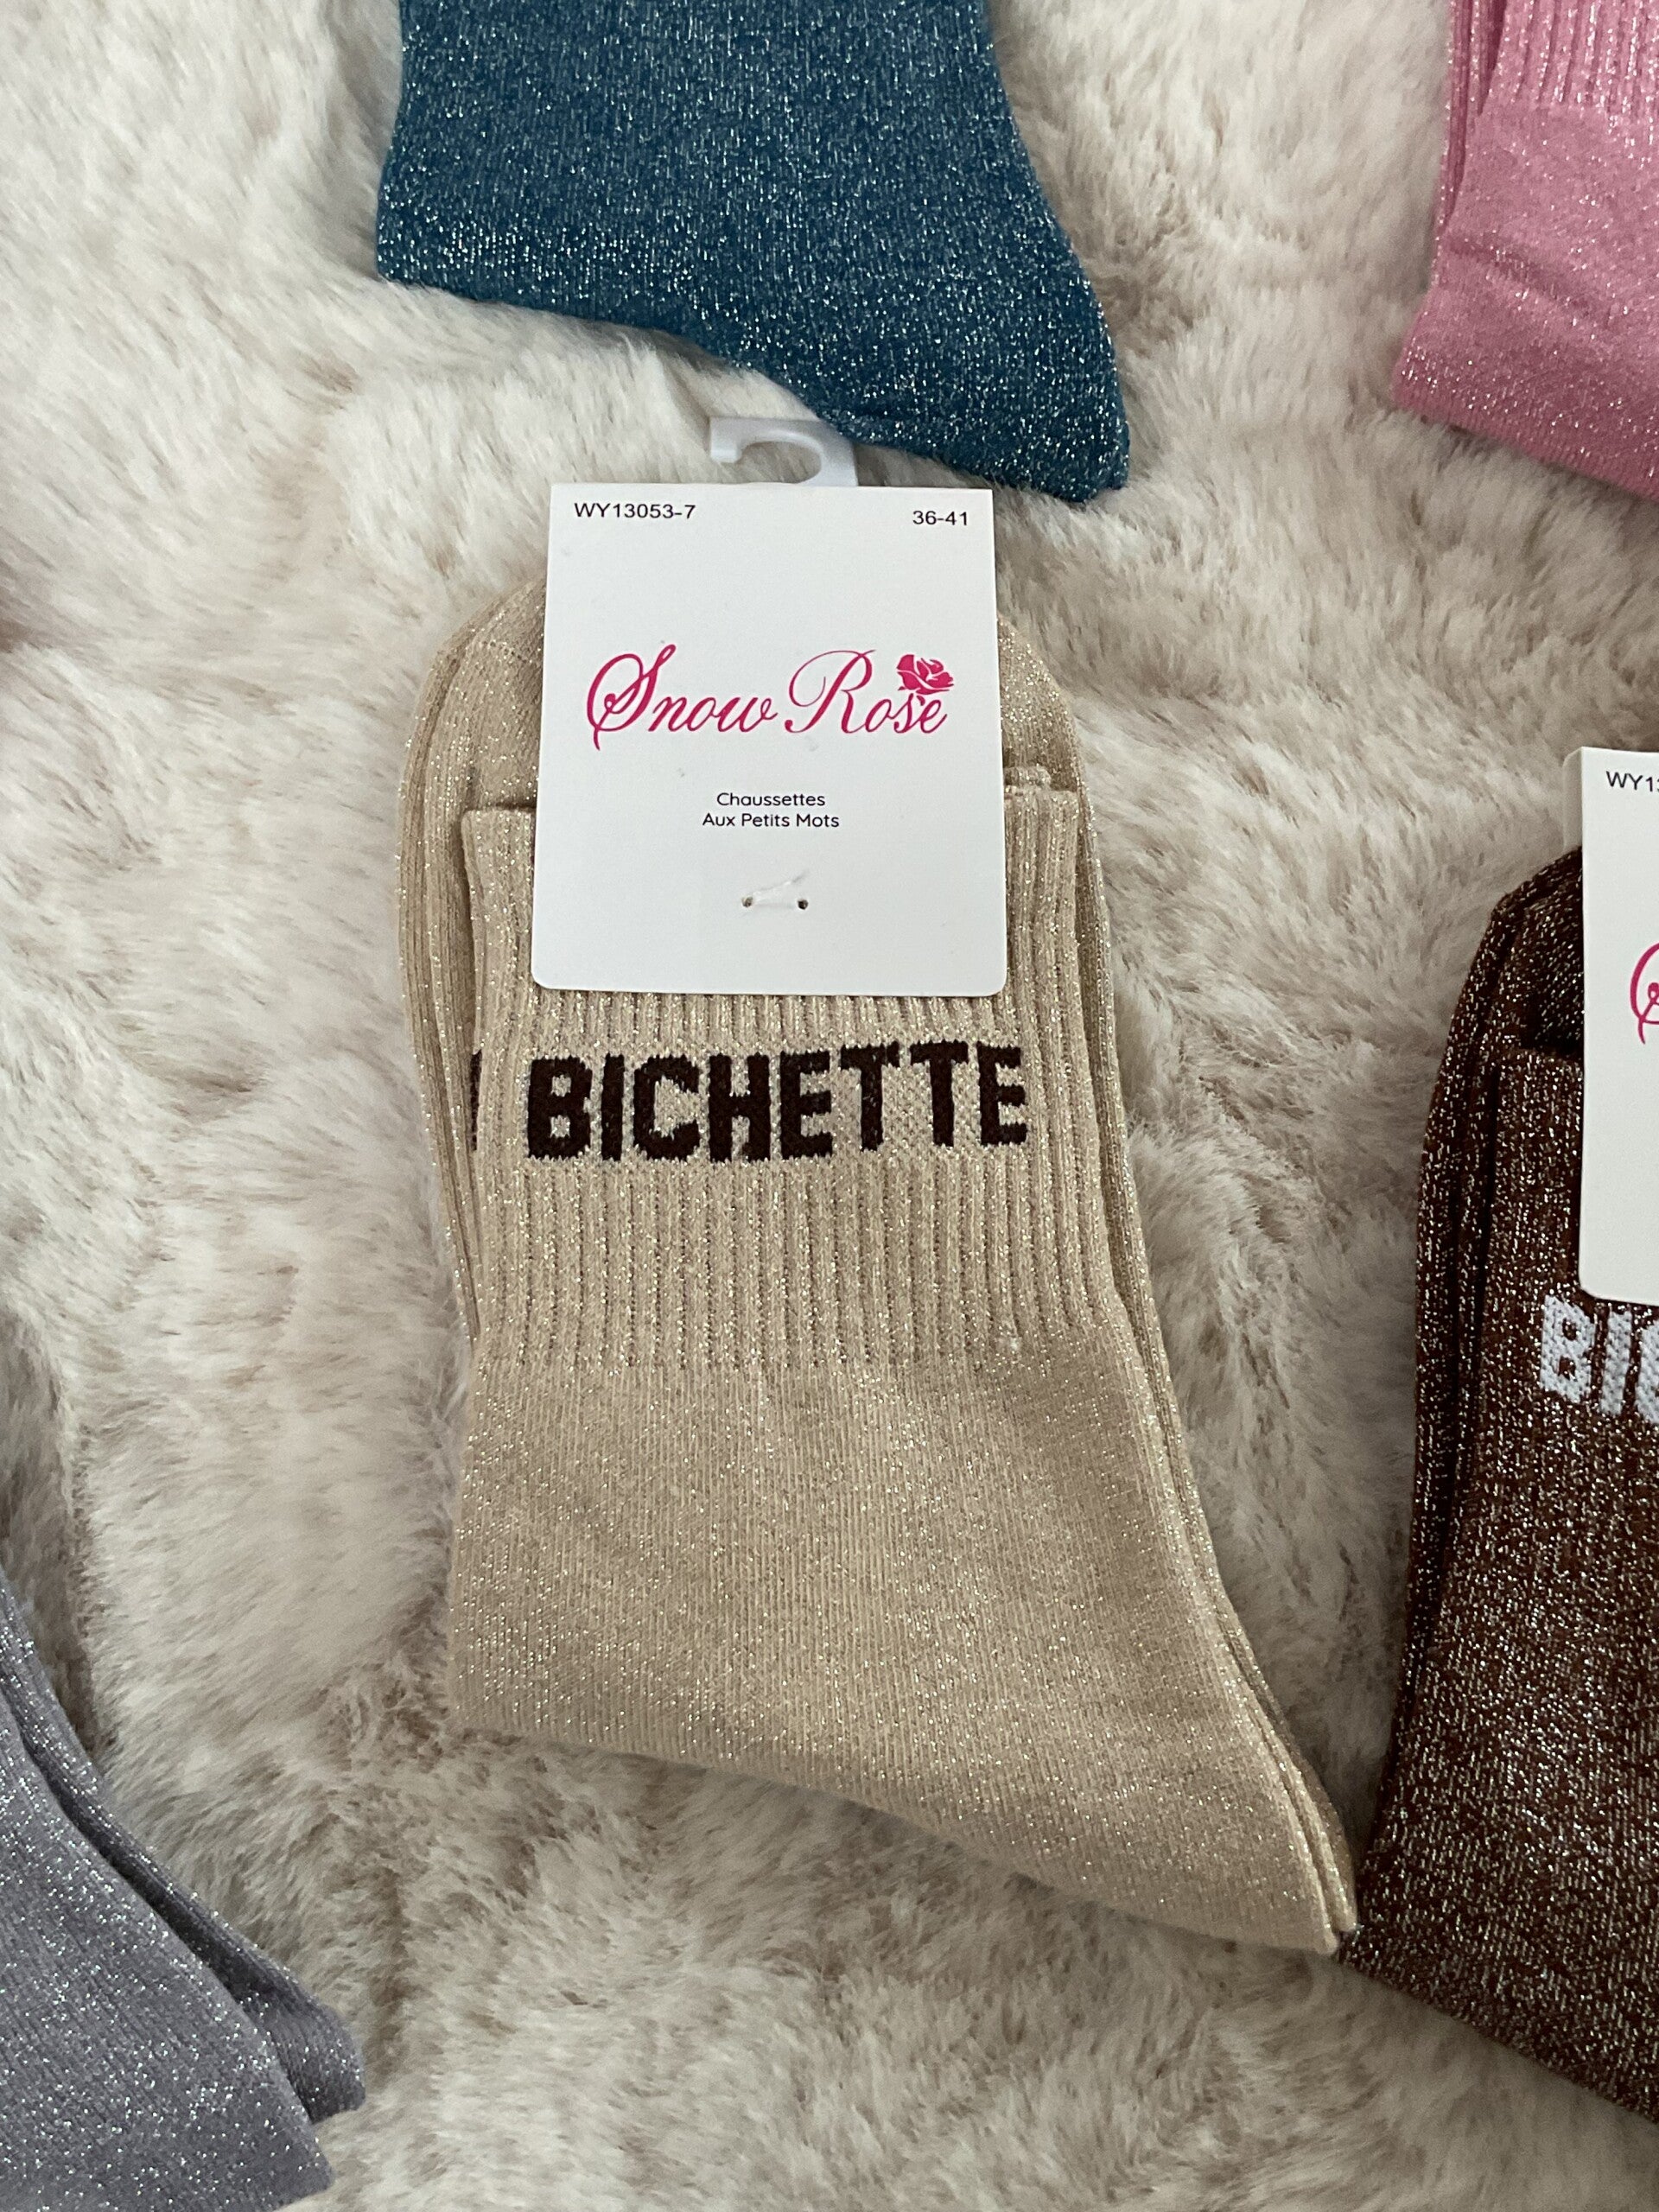 WY13053-7 36-41
Snow Rose
Chaussettes
Aux Petits Mots
BICHETTE